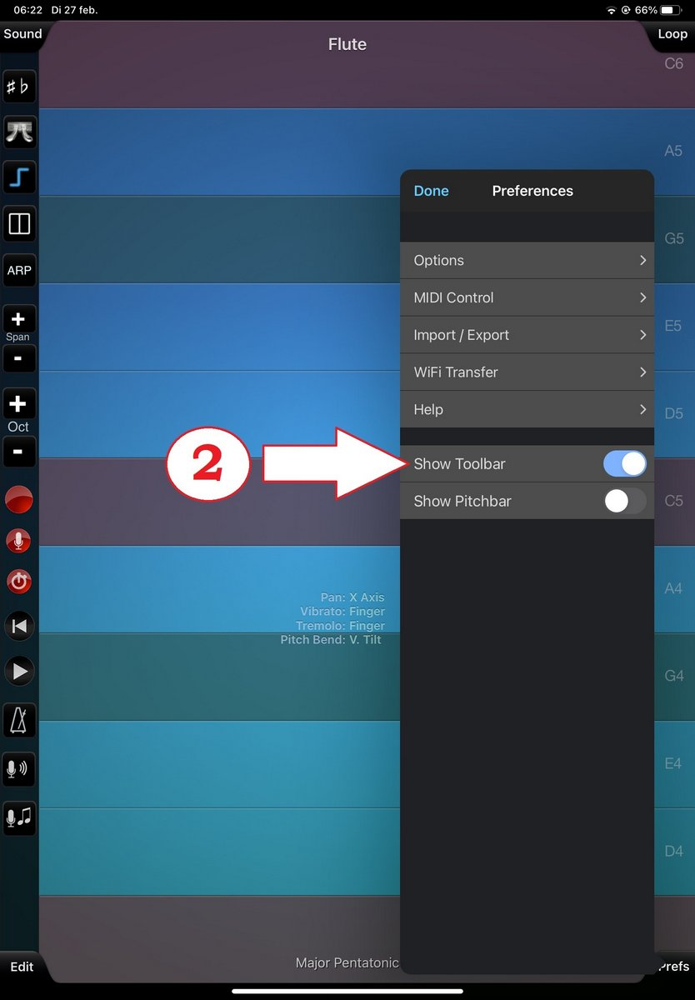 06:22 Di 27 feb. 66%
Sound
Flute
Loop
C6
♯♭
A5
Done Preferences
G5
Options
ARP
MIDI Control
+
Span
E5
Import / Export
-
WiFi Transfer
+
Help
D5
Oct
-
2
Show Toolbar
Show Pitchbar
C5
A4
Pan: X Axis
Vibrato: Finger
Tremolo: Finger
Pitch Bend: V. Tilt
G4
E4
D4
Major Pentatonic
Edit
Prefs